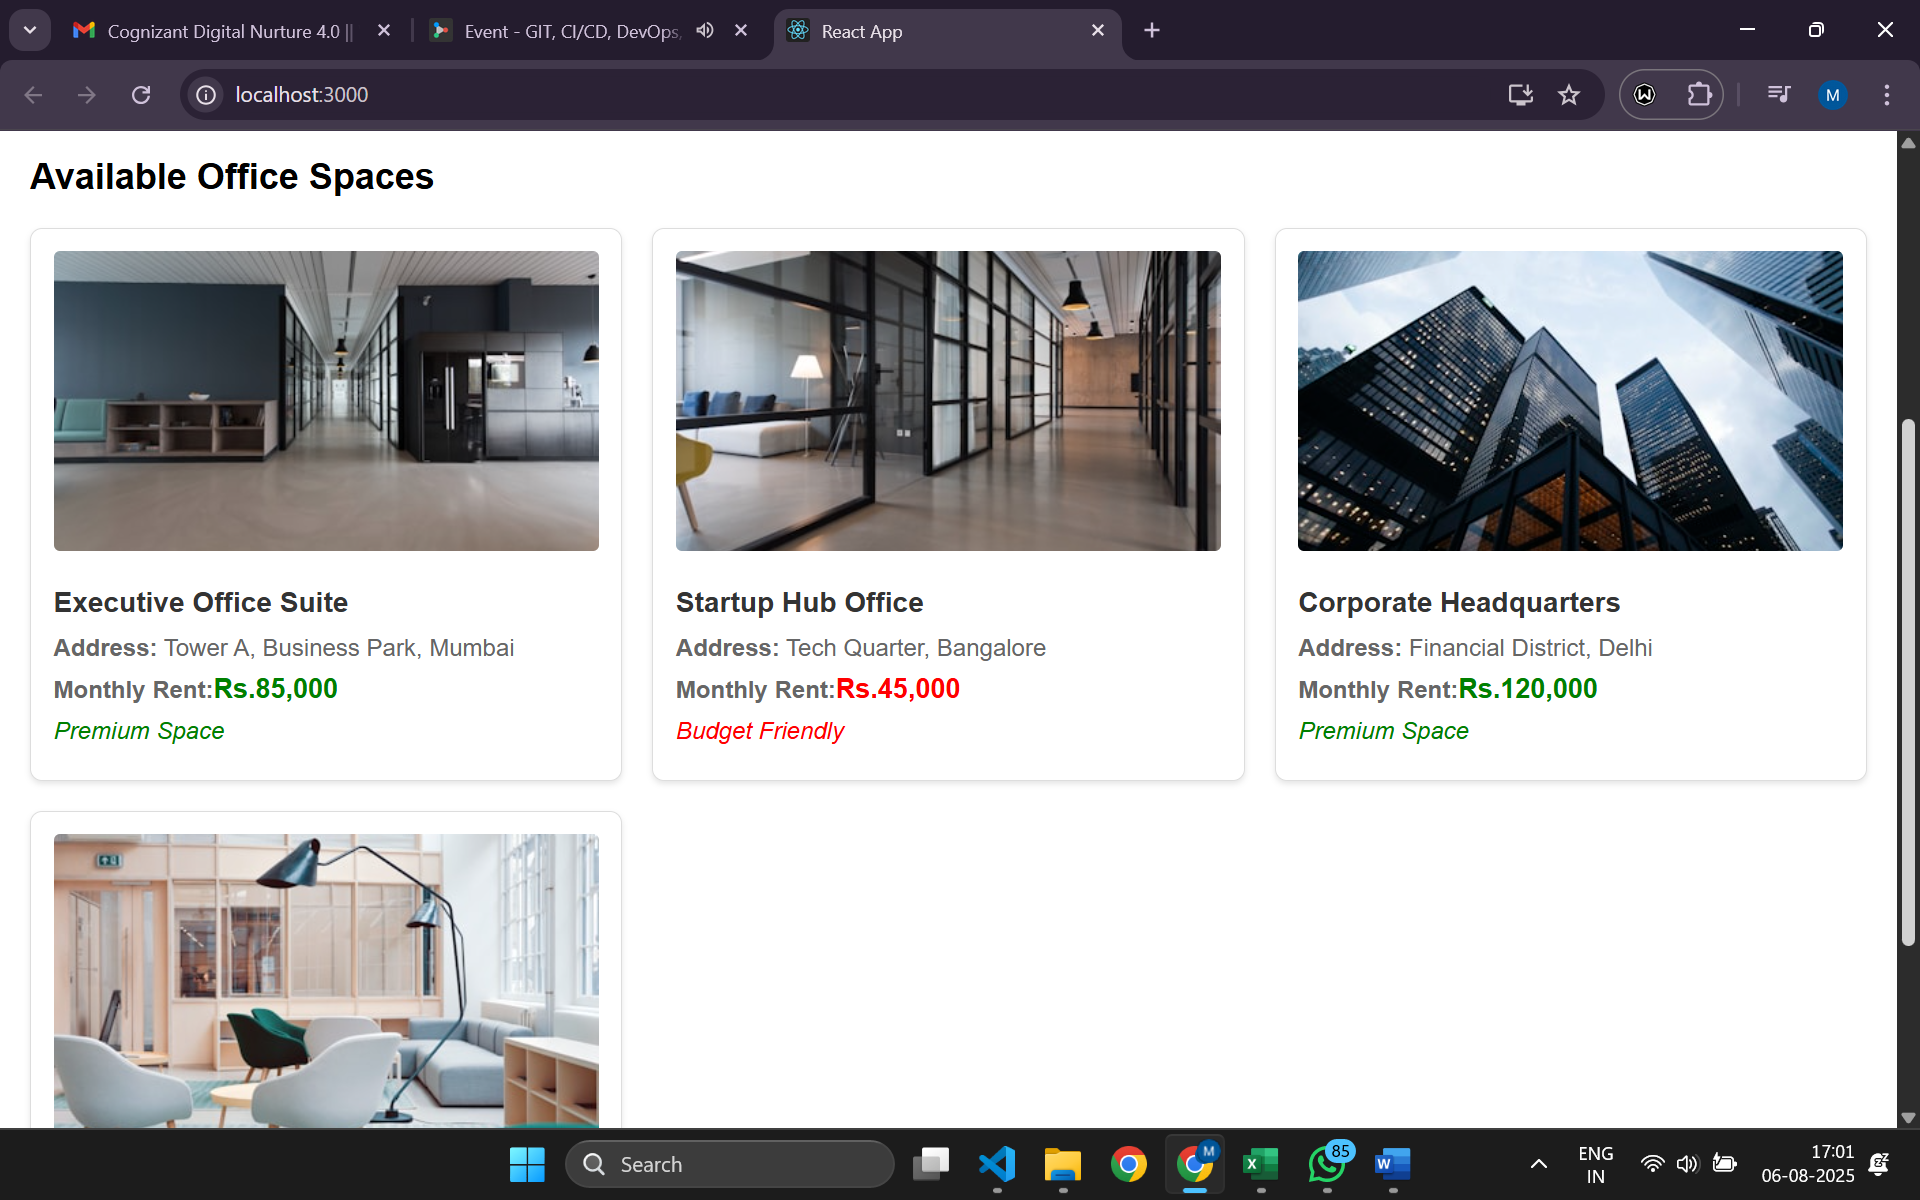 Cognizant Digital Nurture 4.0 ||
Event - GIT, CI/CD, DevOps,
React App
localhost:3000
M
Available Office Spaces
Executive Office Suite
Address: Tower A, Business Park, Mumbai
Monthly Rent:Rs.85,000
Premium Space
Startup Hub Office
Address: Tech Quarter, Bangalore
Monthly Rent:Rs.45,000
Budget Friendly
Corporate Headquarters
Address: Financial District, Delhi
Monthly Rent:Rs.120,000
Premium Space
Search
M
85
ENG
IN
17:01
06-08-2025